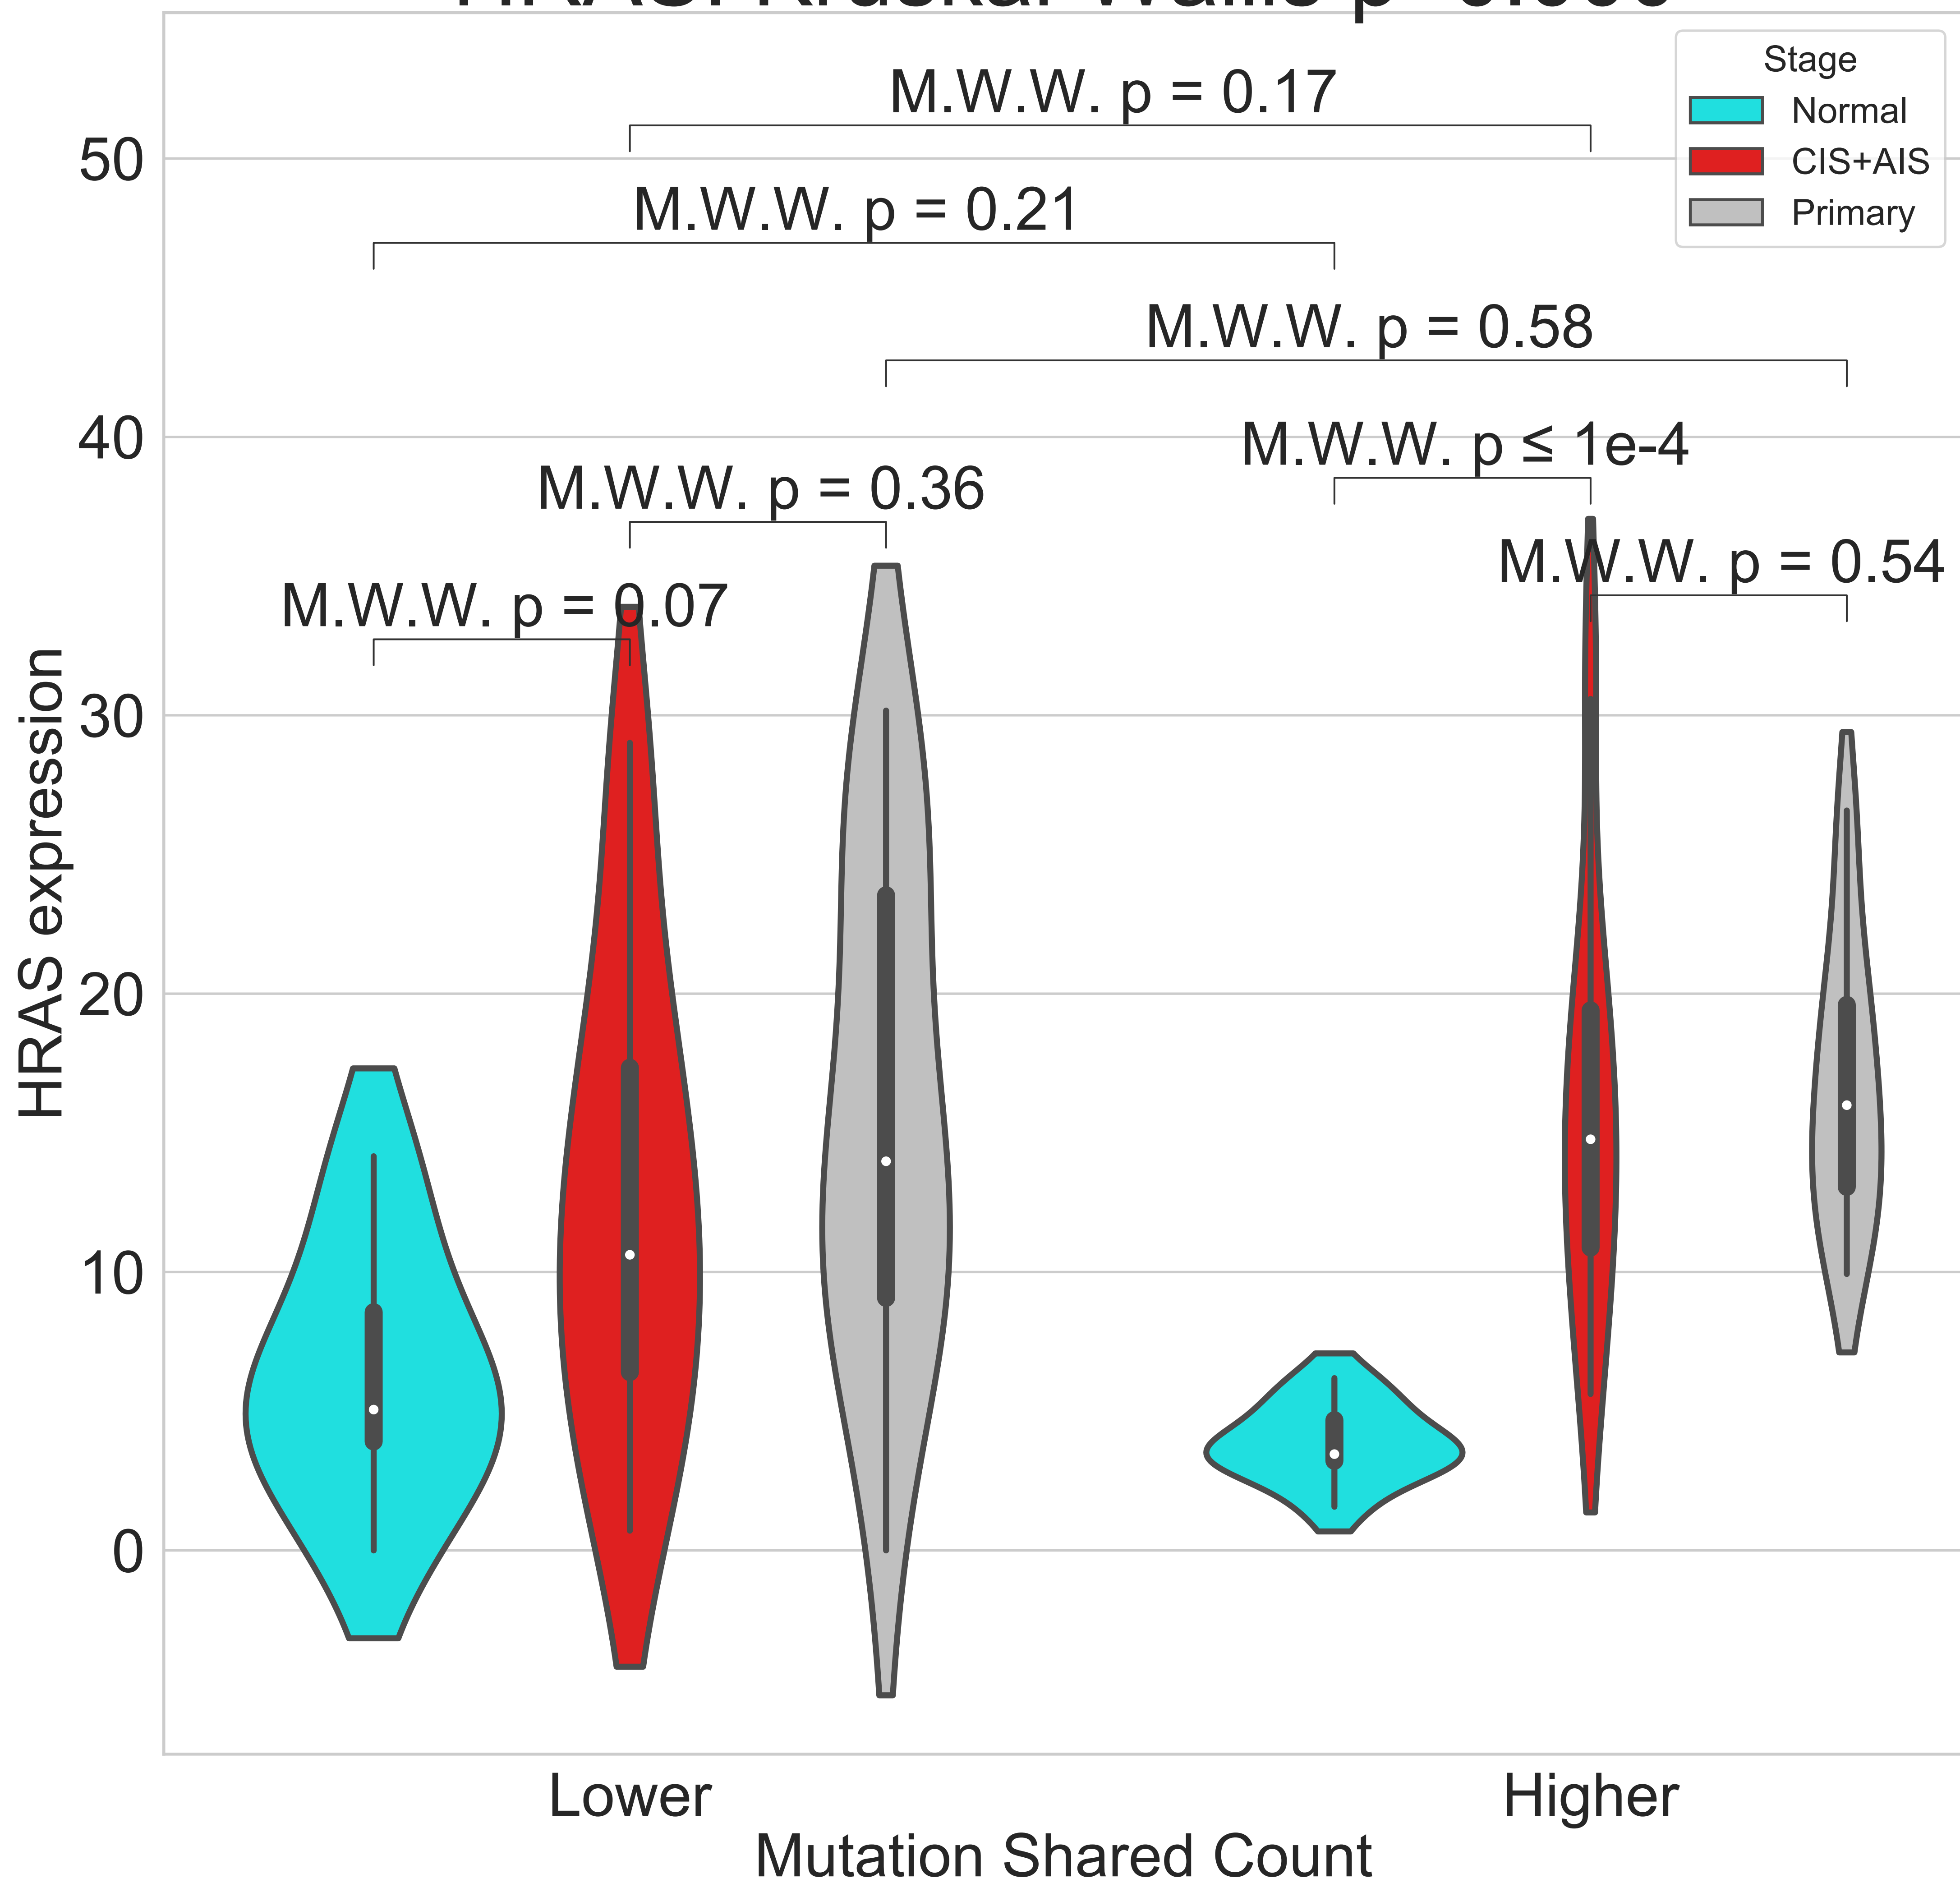 Stage
Normal
CIS+AIS
Primary
M.W.W. p = 0.17
M.W.W. p = 0.21
M.W.W. p = 0.58
M.W.W. p ≤ 1e-4
M.W.W. p = 0.36
M.W.W. p = 0.54
M.W.W. p = 0.07
50
40
30
20
10
0
HRAS expression
Lower
Higher
Mutation Shared Count